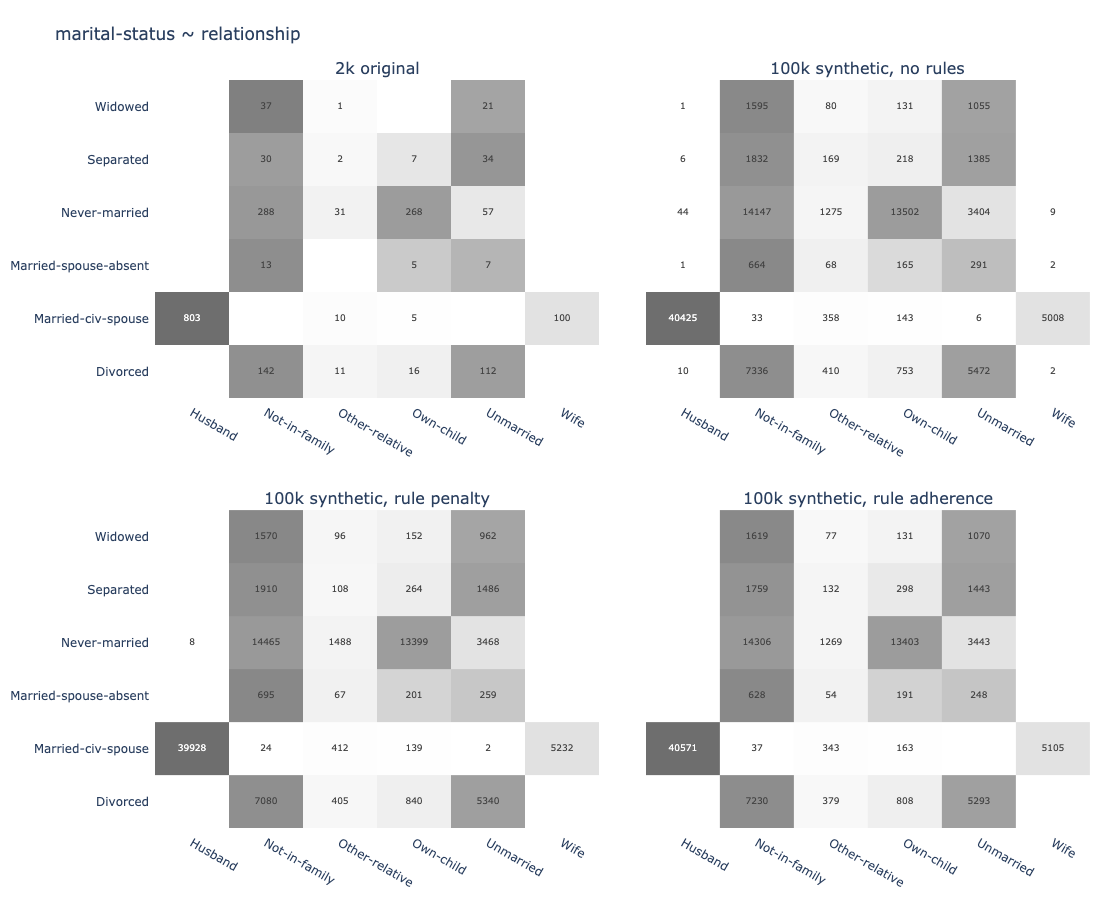 marital-status ~ relationship
2k original
100k synthetic, no rules
Widowed 37 1 21 1 1595 80 131 1055
Separated 30 2 7 34 6 1832 169 218 1385
Never-married 288 31 268 57 44 14147 1275 13502 3404 9
Married-spouse-absent 13 5 7 1 664 68 165 291 2
Married-civ-spouse 803 10 5 100 40425 33 358 143 6 5008
Divorced 142 11 16 112 10 7336 410 753 5472 2
Husband Not-in-family Other-relative Own-child Unmarried Wife Husband Not-in-family Other-relative Own-child Unmarried Wife
100k synthetic, rule penalty
100k synthetic, rule adherence
Widowed 1570 96 152 962 1619 77 131 1070
Separated 1910 108 264 1486 1759 132 298 1443
Never-married 8 14465 1488 13399 3468 14306 1269 13403 3443
Married-spouse-absent 695 67 201 259 628 54 191 248
Married-civ-spouse 39928 24 412 139 2 5232 40571 37 343 163 5105
Divorced 7080 405 840 5340 7230 379 808 5293
Husband Not-in-family Other-relative Own-child Unmarried Wife Husband Not-in-family Other-relative Own-child Unmarried Wife